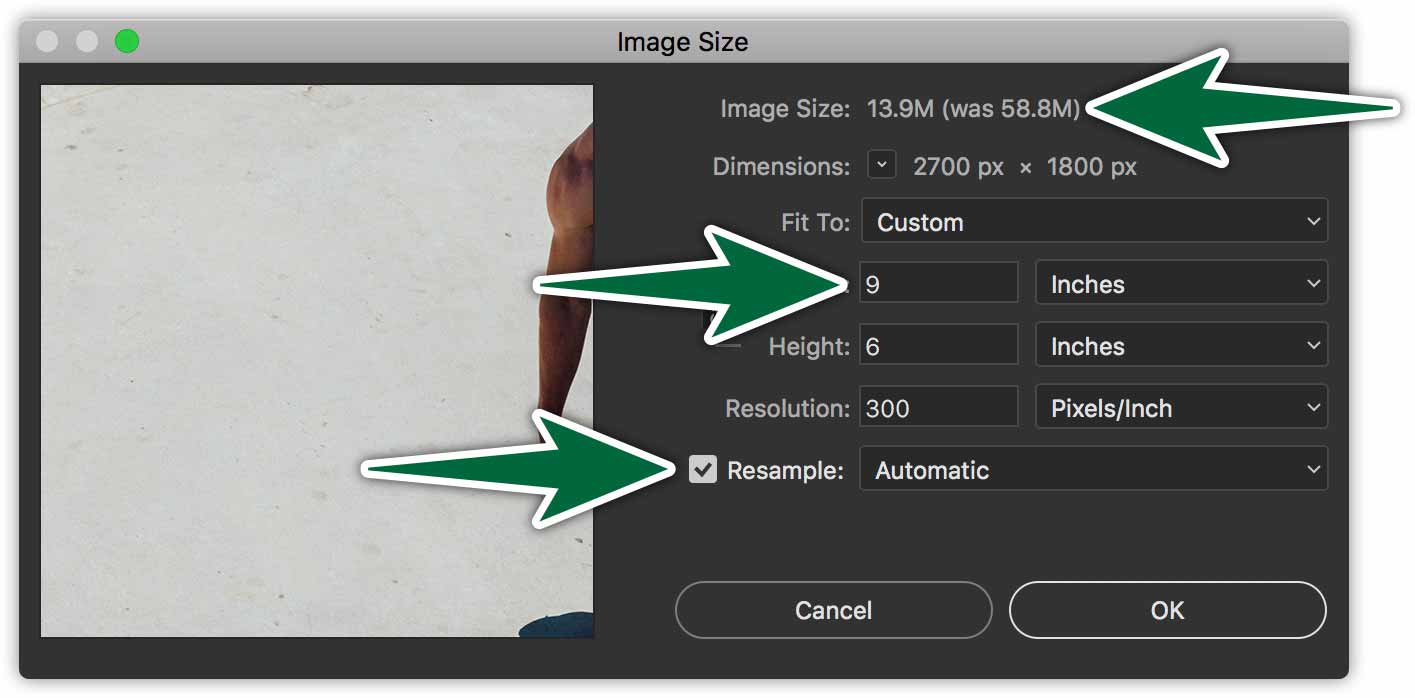 Image Size
Image Size: 13.9M (was 58.8M)
Dimensions: 2700 px × 1800 px
Fit To: Custom
9 Inches
Height: 6 Inches
Resolution: 300 Pixels/Inch
Resample: Automatic
Cancel OK